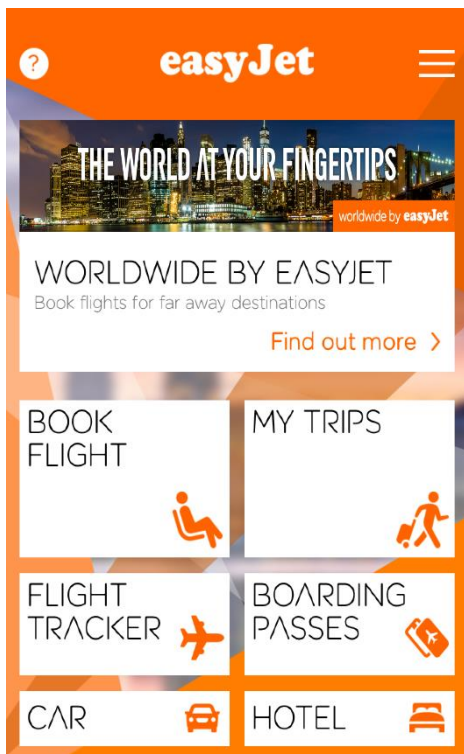 ?
easyJet
THE WORLD AT YOUR FINGERTIPS
worldwide by easyJet
WORLDWIDE BY EASYJET
Book flights for far away destinations
Find out more >
BOOK
FLIGHT
MY TRIPS
FLIGHT
TRACKER
BOARDING
PASSES
CAR
HOTEL